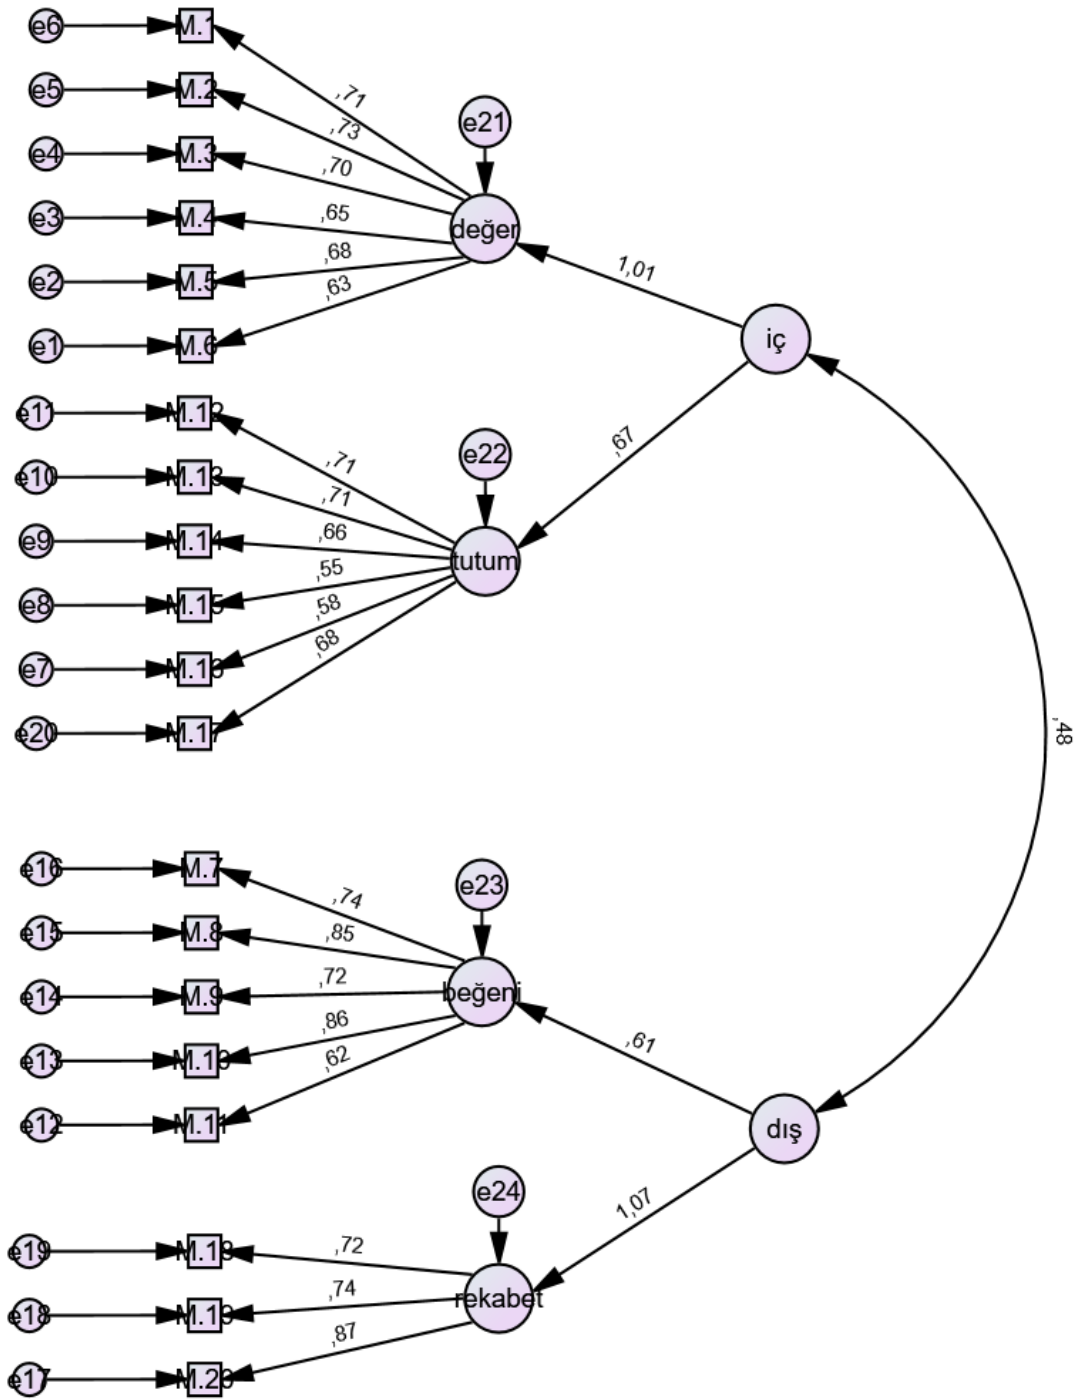 e6 M.1
,71
e5 M.2
,73
e21
e4 M.3
,70
e3 M.4
,65
değer
e2 M.5
,68
1,01
e1 M.6
,63
iç
e11 M.12
,71
e22
,67
e10 M.13
,71
e9 M.14
,66
tutum
e8 M.15
,55
e7 M.16
,58
e20 M.17
,68
,48
e16 M.7
,74
e23
e15 M.8
,85
e14 M.9
,72
beğeni
e13 M.10
,86
,61
e12 M.11
,62
dış
e24
1,07
e19 M.18
,72
e18 M.19
,74
rekabet
e17 M.20
,87